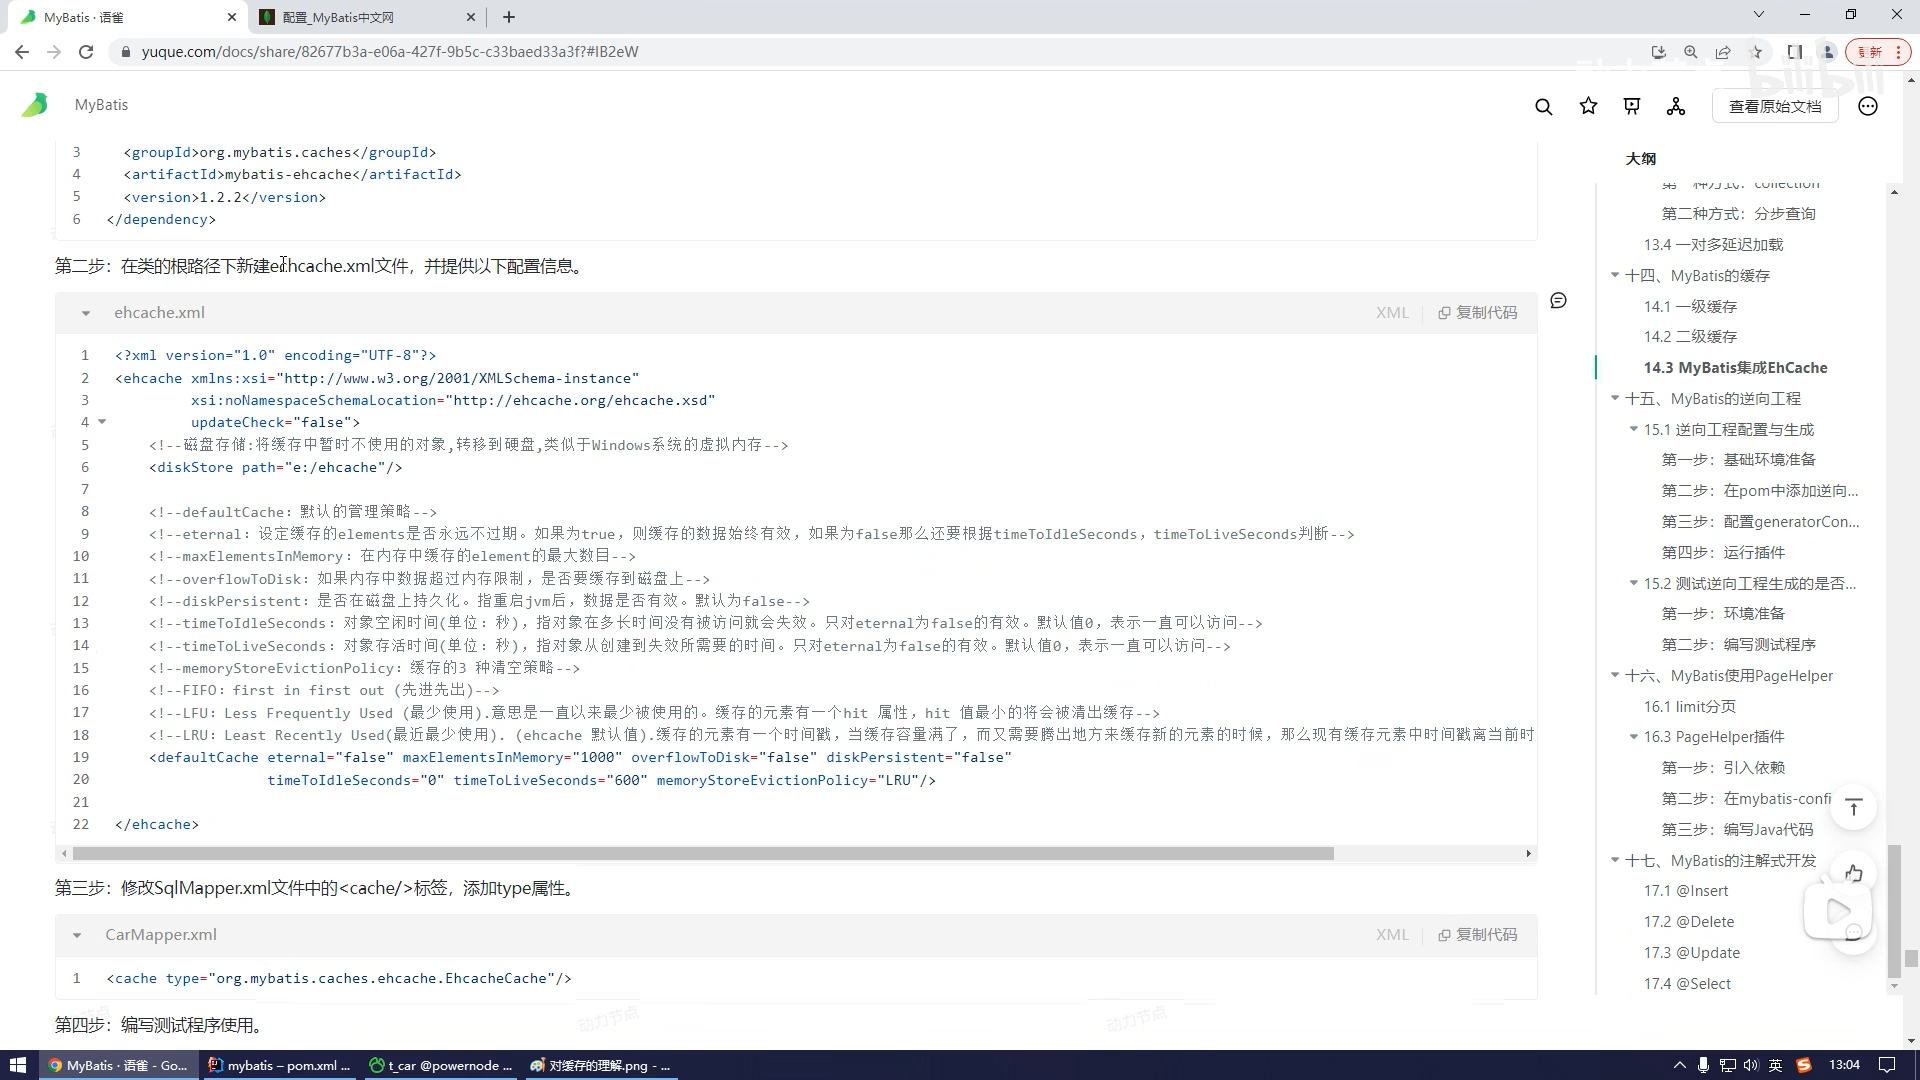 MyBatis · 语雀
配置_MyBatis中文网
yuque.com/docs/share/82677b3a-e06a-427f-9b5c-c33baed33a3f?#IB2eW
更新
bilibili
MyBatis
查看原始文档
3 <groupId>org.mybatis.caches</groupId>
4 <artifactId>mybatis-ehcache</artifactId>
5 <version>1.2.2</version>
6 </dependency>
第二步：在类的根路径下新建echcache.xml文件，并提供以下配置信息。
ehcache.xml
XML
复制代码
1 <?xml version="1.0" encoding="UTF-8"?>
2 <ehcache xmlns:xsi="http://www.w3.org/2001/XMLSchema-instance"
3 xsi:noNamespaceSchemaLocation="http://ehcache.org/ehcache.xsd"
4 updateCheck="false">
5 <!--磁盘存储:将缓存中暂时不使用的对象,转移到硬盘,类似于Windows系统的虚拟内存-->
6 <diskStore path="e:/ehcache"/>
7
8 <!--defaultCache：默认的管理策略-->
9 <!--eternal：设定缓存的elements是否永远不过期。如果为true，则缓存的数据始终有效，如果为false那么还要根据timeToIdleSeconds，timeToLiveSeconds判断-->
10 <!--maxElementsInMemory：在内存中缓存的element的最大数目-->
11 <!--overflowToDisk：如果内存中数据超过内存限制，是否要缓存到磁盘上-->
12 <!--diskPersistent：是否在磁盘上持久化。指重启jvm后，数据是否有效。默认为false-->
13 <!--timeToIdleSeconds：对象空闲时间(单位：秒)，指对象在多长时间没有被访问就会失效。只对eternal为false的有效。默认值0，表示一直可以访问-->
14 <!--timeToLiveSeconds：对象存活时间(单位：秒)，指对象从创建到失效所需要的时间。只对eternal为false的有效。默认值0，表示一直可以访问-->
15 <!--memoryStoreEvictionPolicy：缓存的3 种清空策略-->
16 <!--FIFO：first in first out (先进先出)-->
17 <!--LFU：Less Frequently Used (最少使用).意思是一直以来最少被使用的。缓存的元素有一个hit 属性，hit 值最小的将会被清出缓存-->
18 <!--LRU：Least Recently Used(最近最少使用). (ehcache 默认值).缓存的元素有一个时间戳，当缓存容量满了，而又需要腾出地方来缓存新的元素的时候，那么现有缓存元素中时间戳离当前时
19 <defaultCache eternal="false" maxElementsInMemory="1000" overflowToDisk="false" diskPersistent="false"
20 timeToIdleSeconds="0" timeToLiveSeconds="600" memoryStoreEvictionPolicy="LRU"/>
21
22 </ehcache>
第三步：修改SqlMapper.xml文件中的<cache/>标签，添加type属性。
CarMapper.xml
XML
复制代码
1 <cache type="org.mybatis.caches.ehcache.EhcacheCache"/>
动力节点
动力节点
第四步：编写测试程序使用。
大纲
第二种方式：分步查询
13.4 一对多延迟加载
十四、MyBatis的缓存
14.1 一级缓存
14.2 二级缓存
14.3 MyBatis集成EhCache
十五、MyBatis的逆向工程
15.1 逆向工程配置与生成
第一步：基础环境准备
第二步：在pom中添加逆向...
第三步：配置generatorCon...
第四步：运行插件
15.2 测试逆向工程生成的是否...
第一步：环境准备
第二步：编写测试程序
十六、MyBatis使用PageHelper
16.1 limit分页
16.3 PageHelper插件
第一步：引入依赖
第二步：在mybatis-confi
第三步：编写Java代码
十七、MyBatis的注解式开发
17.1 @Insert
17.2 @Delete
17.3 @Update
17.4 @Select
MyBatis · 语雀 - Go...
mybatis – pom.xml ...
t_car @powernode ...
对缓存的理解.png - ...
英
13:04